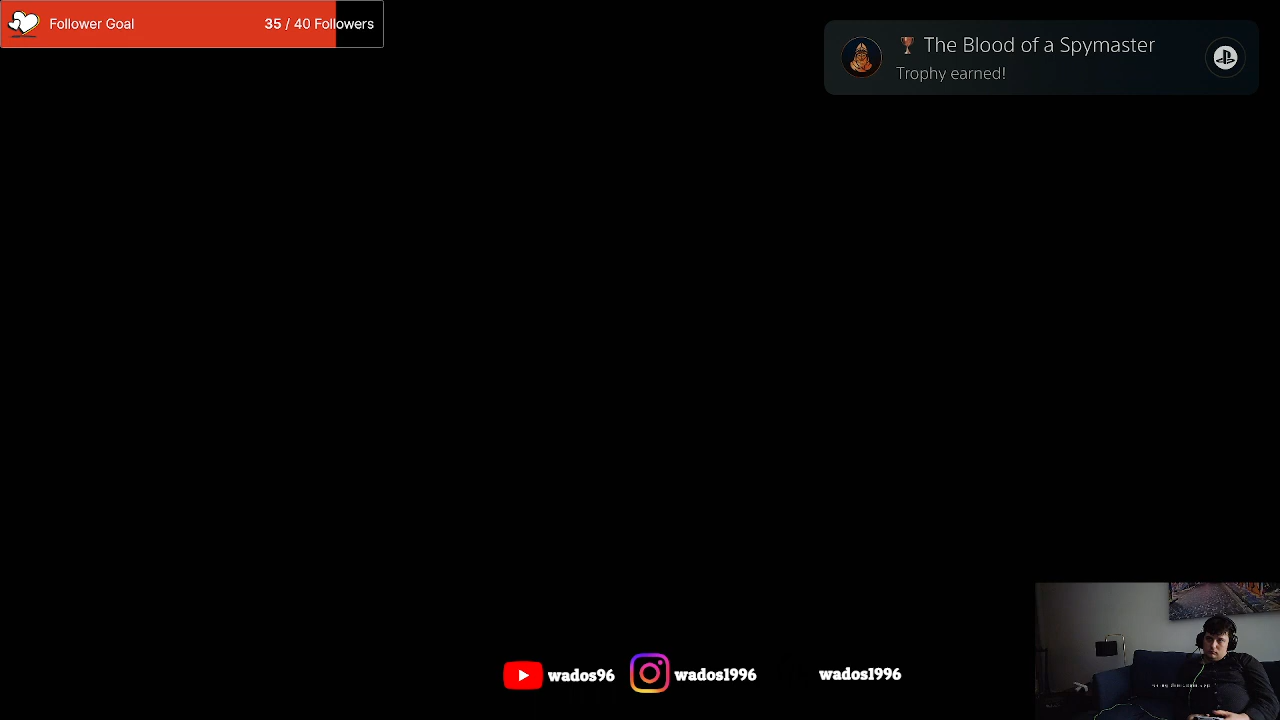 Follower Goal
35 / 40 Followers
The Blood of a Spymaster
Trophy earned!
wados96
wados1996
wados1996